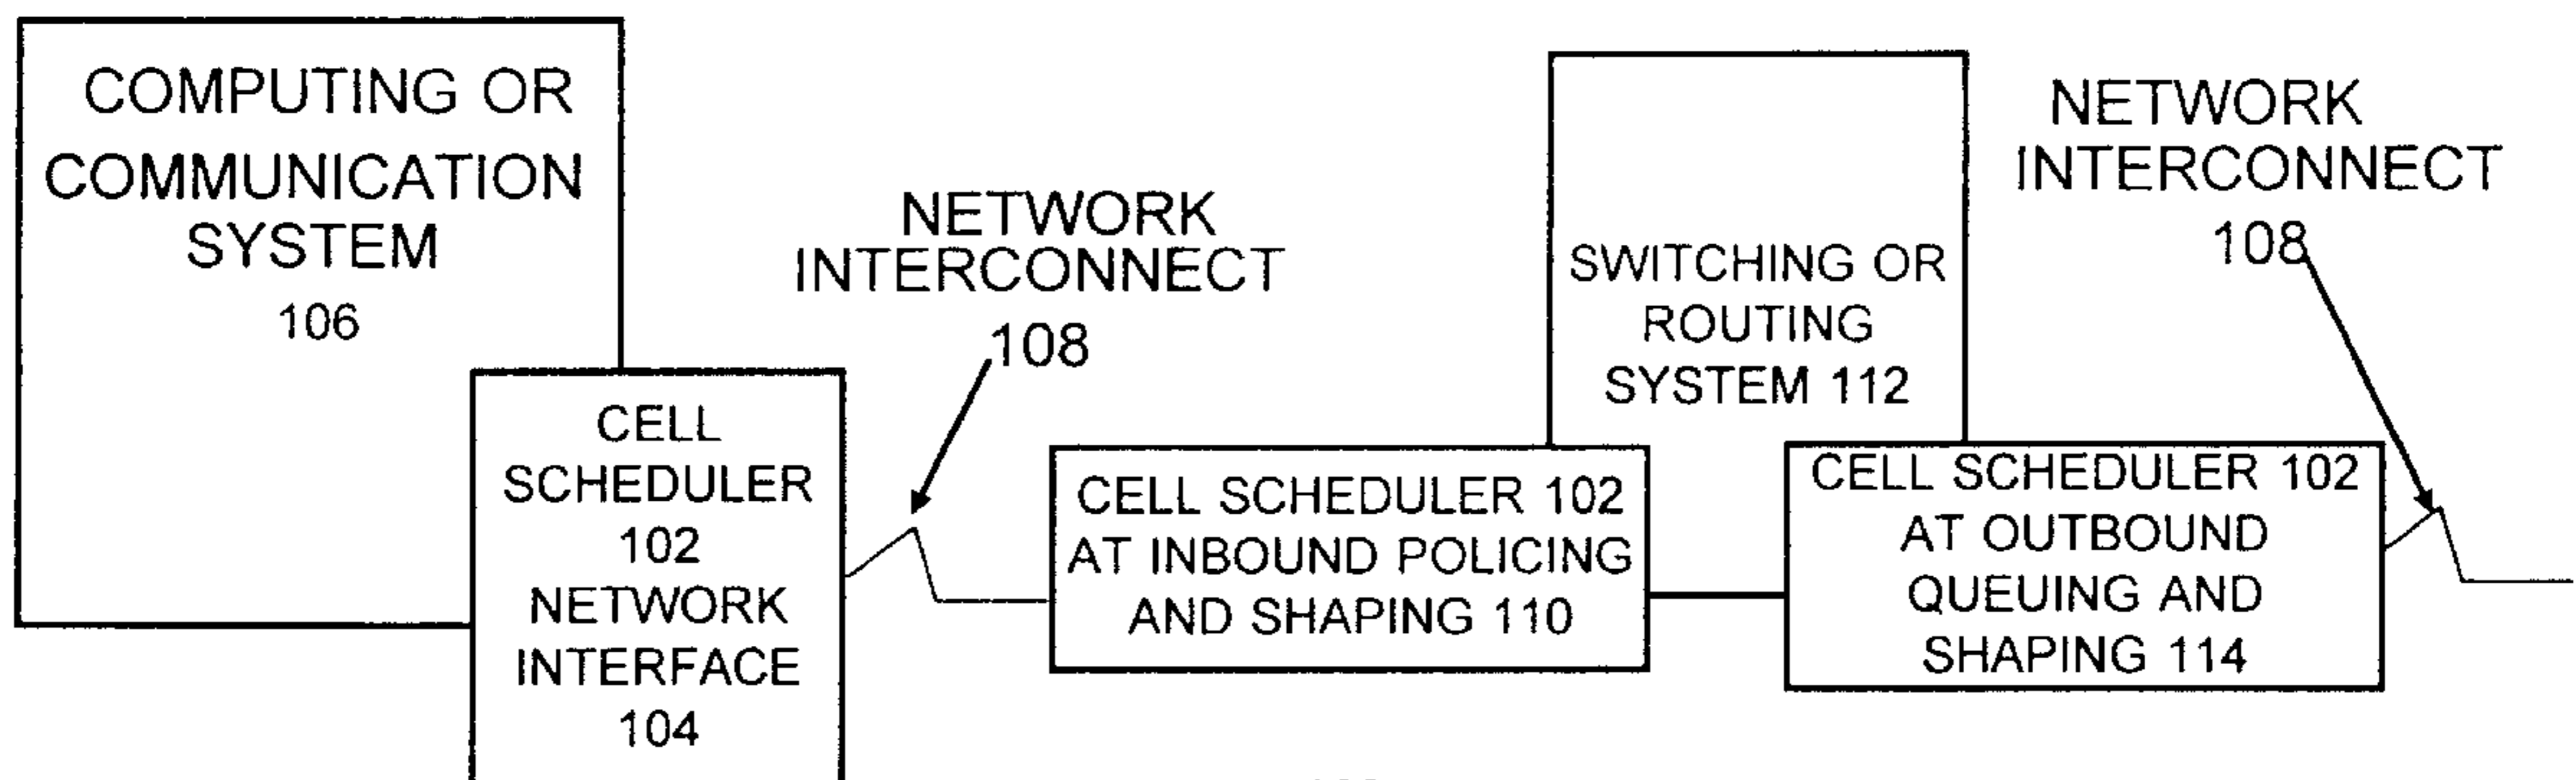 COMPUTING OR
COMMUNICATION
SYSTEM
106
CELL
SCHEDULER
102
NETWORK
INTERFACE
104
NETWORK
INTERCONNECT
108
CELL SCHEDULER 102
AT INBOUND POLICING
AND SHAPING 110
SWITCHING OR
ROUTING
SYSTEM 112
CELL SCHEDULER 102
AT OUTBOUND
QUEUING AND
SHAPING 114
NETWORK
INTERCONNECT
108